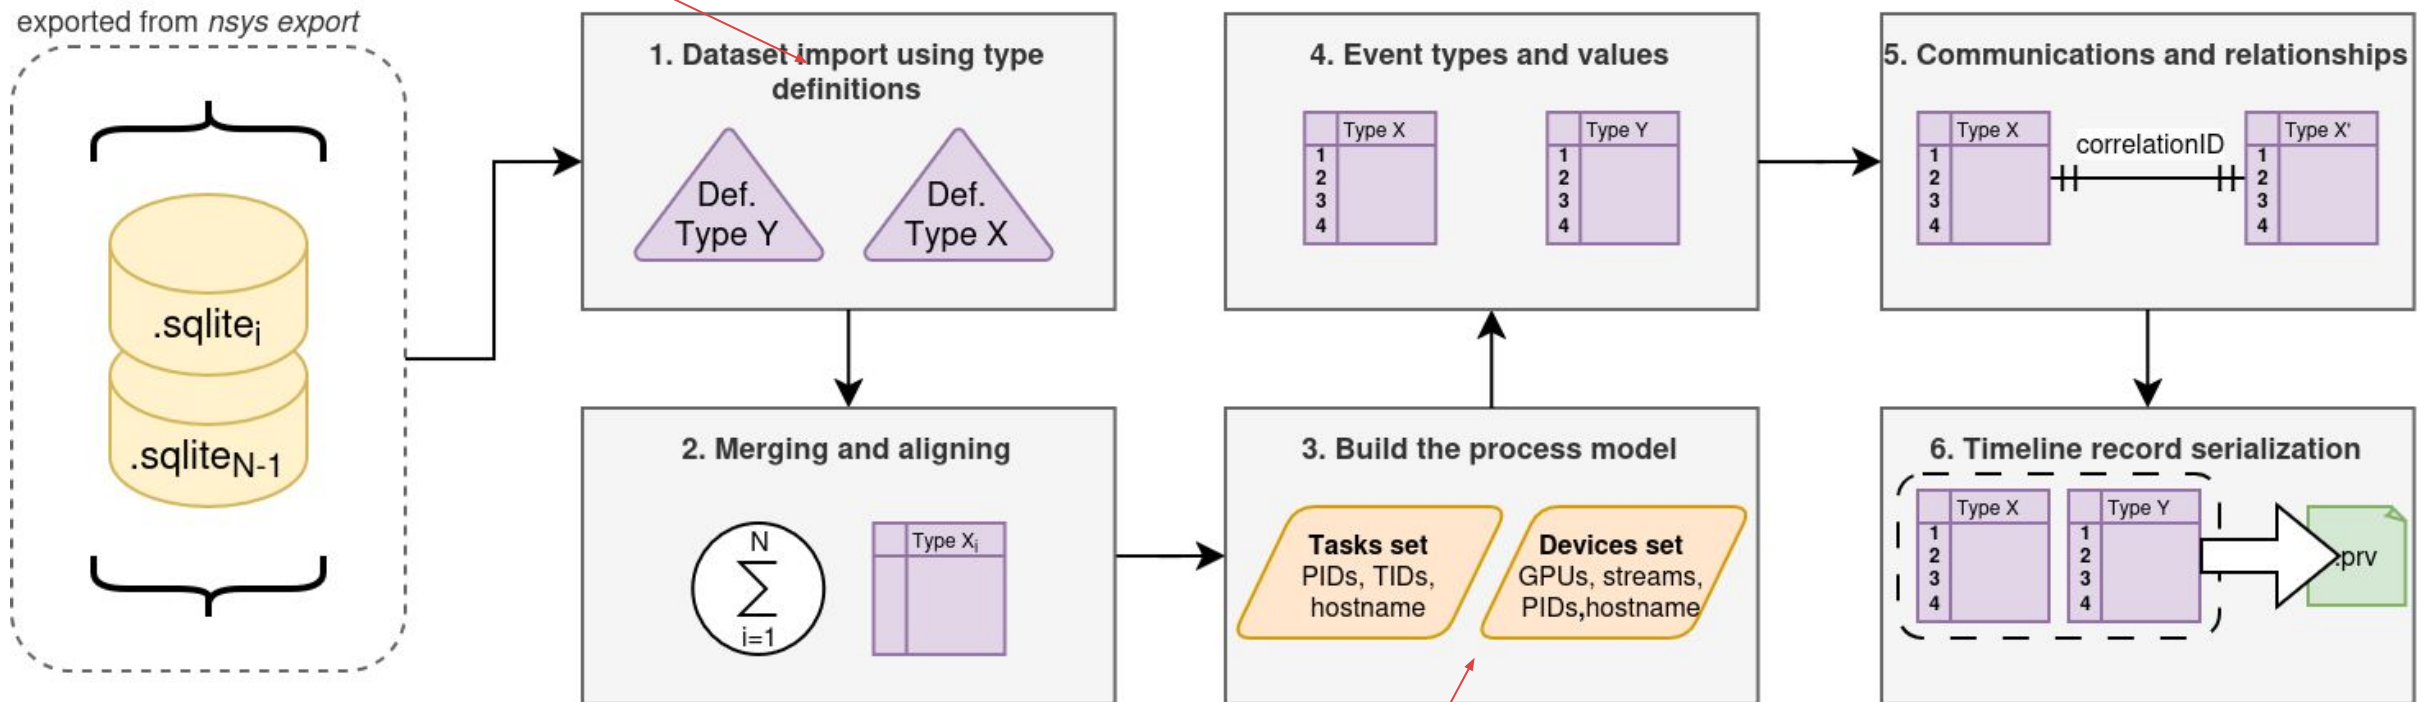 exported from nsys export
.sqliteᵢ
.sqlite_N-1
1. Dataset import using type
definitions
Def.
Type Y
Def.
Type X
2. Merging and aligning
N
∑
i=1
Type Xᵢ
3. Build the process model
Tasks set
PIDs, TIDs,
hostname
Devices set
GPUs, streams,
PIDs,hostname
4. Event types and values
Type X
1
2
3
4
Type Y
1
2
3
4
5. Communications and relationships
Type X
1
2
3
4
correlationID
Type X'
1
2
3
4
6. Timeline record serialization
Type X
1
2
3
4
Type Y
1
2
3
4
.prv